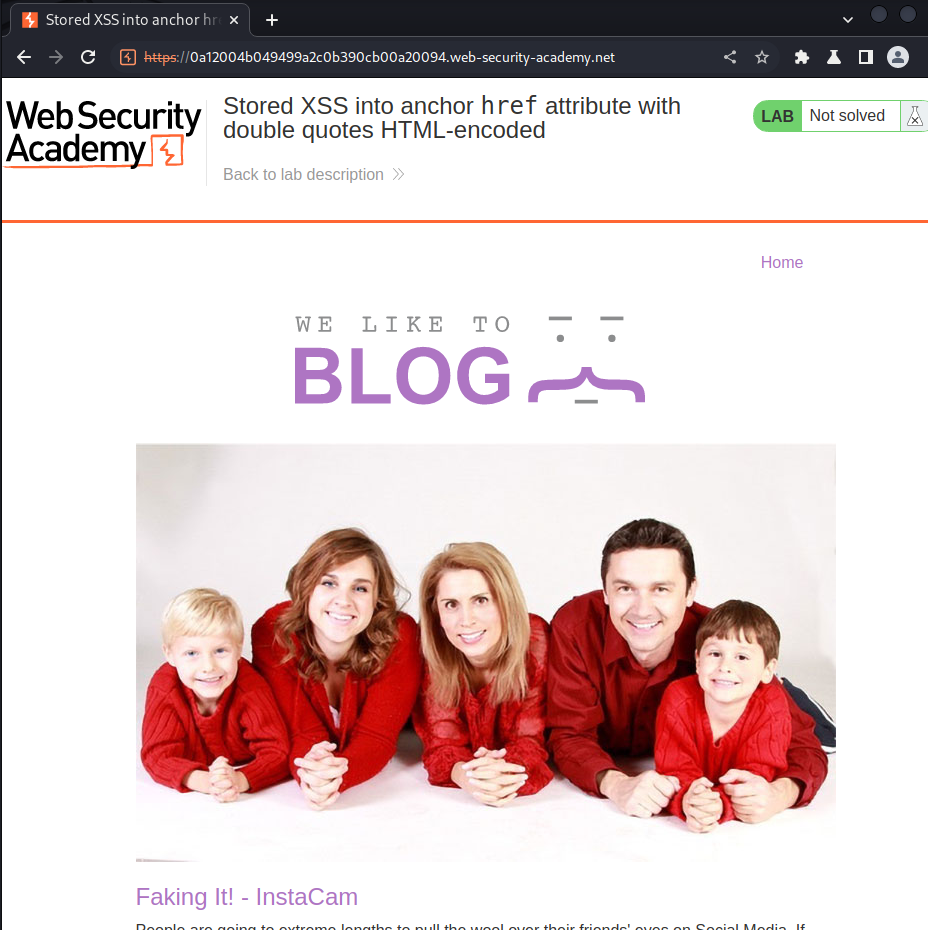 Stored XSS into anchor hr
https://0a12004b049499a2c0b390cb00a20094.web-security-academy.net
Web Security
Academy
Stored XSS into anchor href attribute with
double quotes HTML-encoded
Back to lab description
LAB
Not solved
Home
WE LIKE TO
BLOG
Faking It! - InstaCam
People are going to extreme lengths to pull the wool over their friends' eyes on Social Media. If